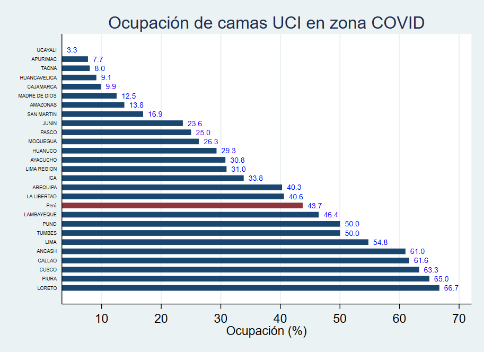 Ocupación de camas UCI en zona COVID
UCAYALI 3.3
APURIMAC 7.7
TACNA 8.0
HUANCAVELICA 9.1
CAJAMARCA 9.9
MADRE DE DIOS 12.5
AMAZONAS 13.8
SAN MARTIN 16.9
JUNIN 23.6
PASCO 25.0
MOQUEGUA 26.3
HUANUCO 29.3
AYACUCHO 30.8
LIMA REGION 31.0
ICA 33.8
AREQUIPA 40.3
LA LIBERTAD 40.6
Perú 43.7
LAMBAYEQUE 46.4
PUNO 50.0
TUMBES 50.0
LIMA 54.8
ANCASH 61.0
CALLAO 61.6
CUSCO 63.3
PIURA 65.0
LORETO 66.7
10 20 30 40 50 60 70
Ocupación (%)